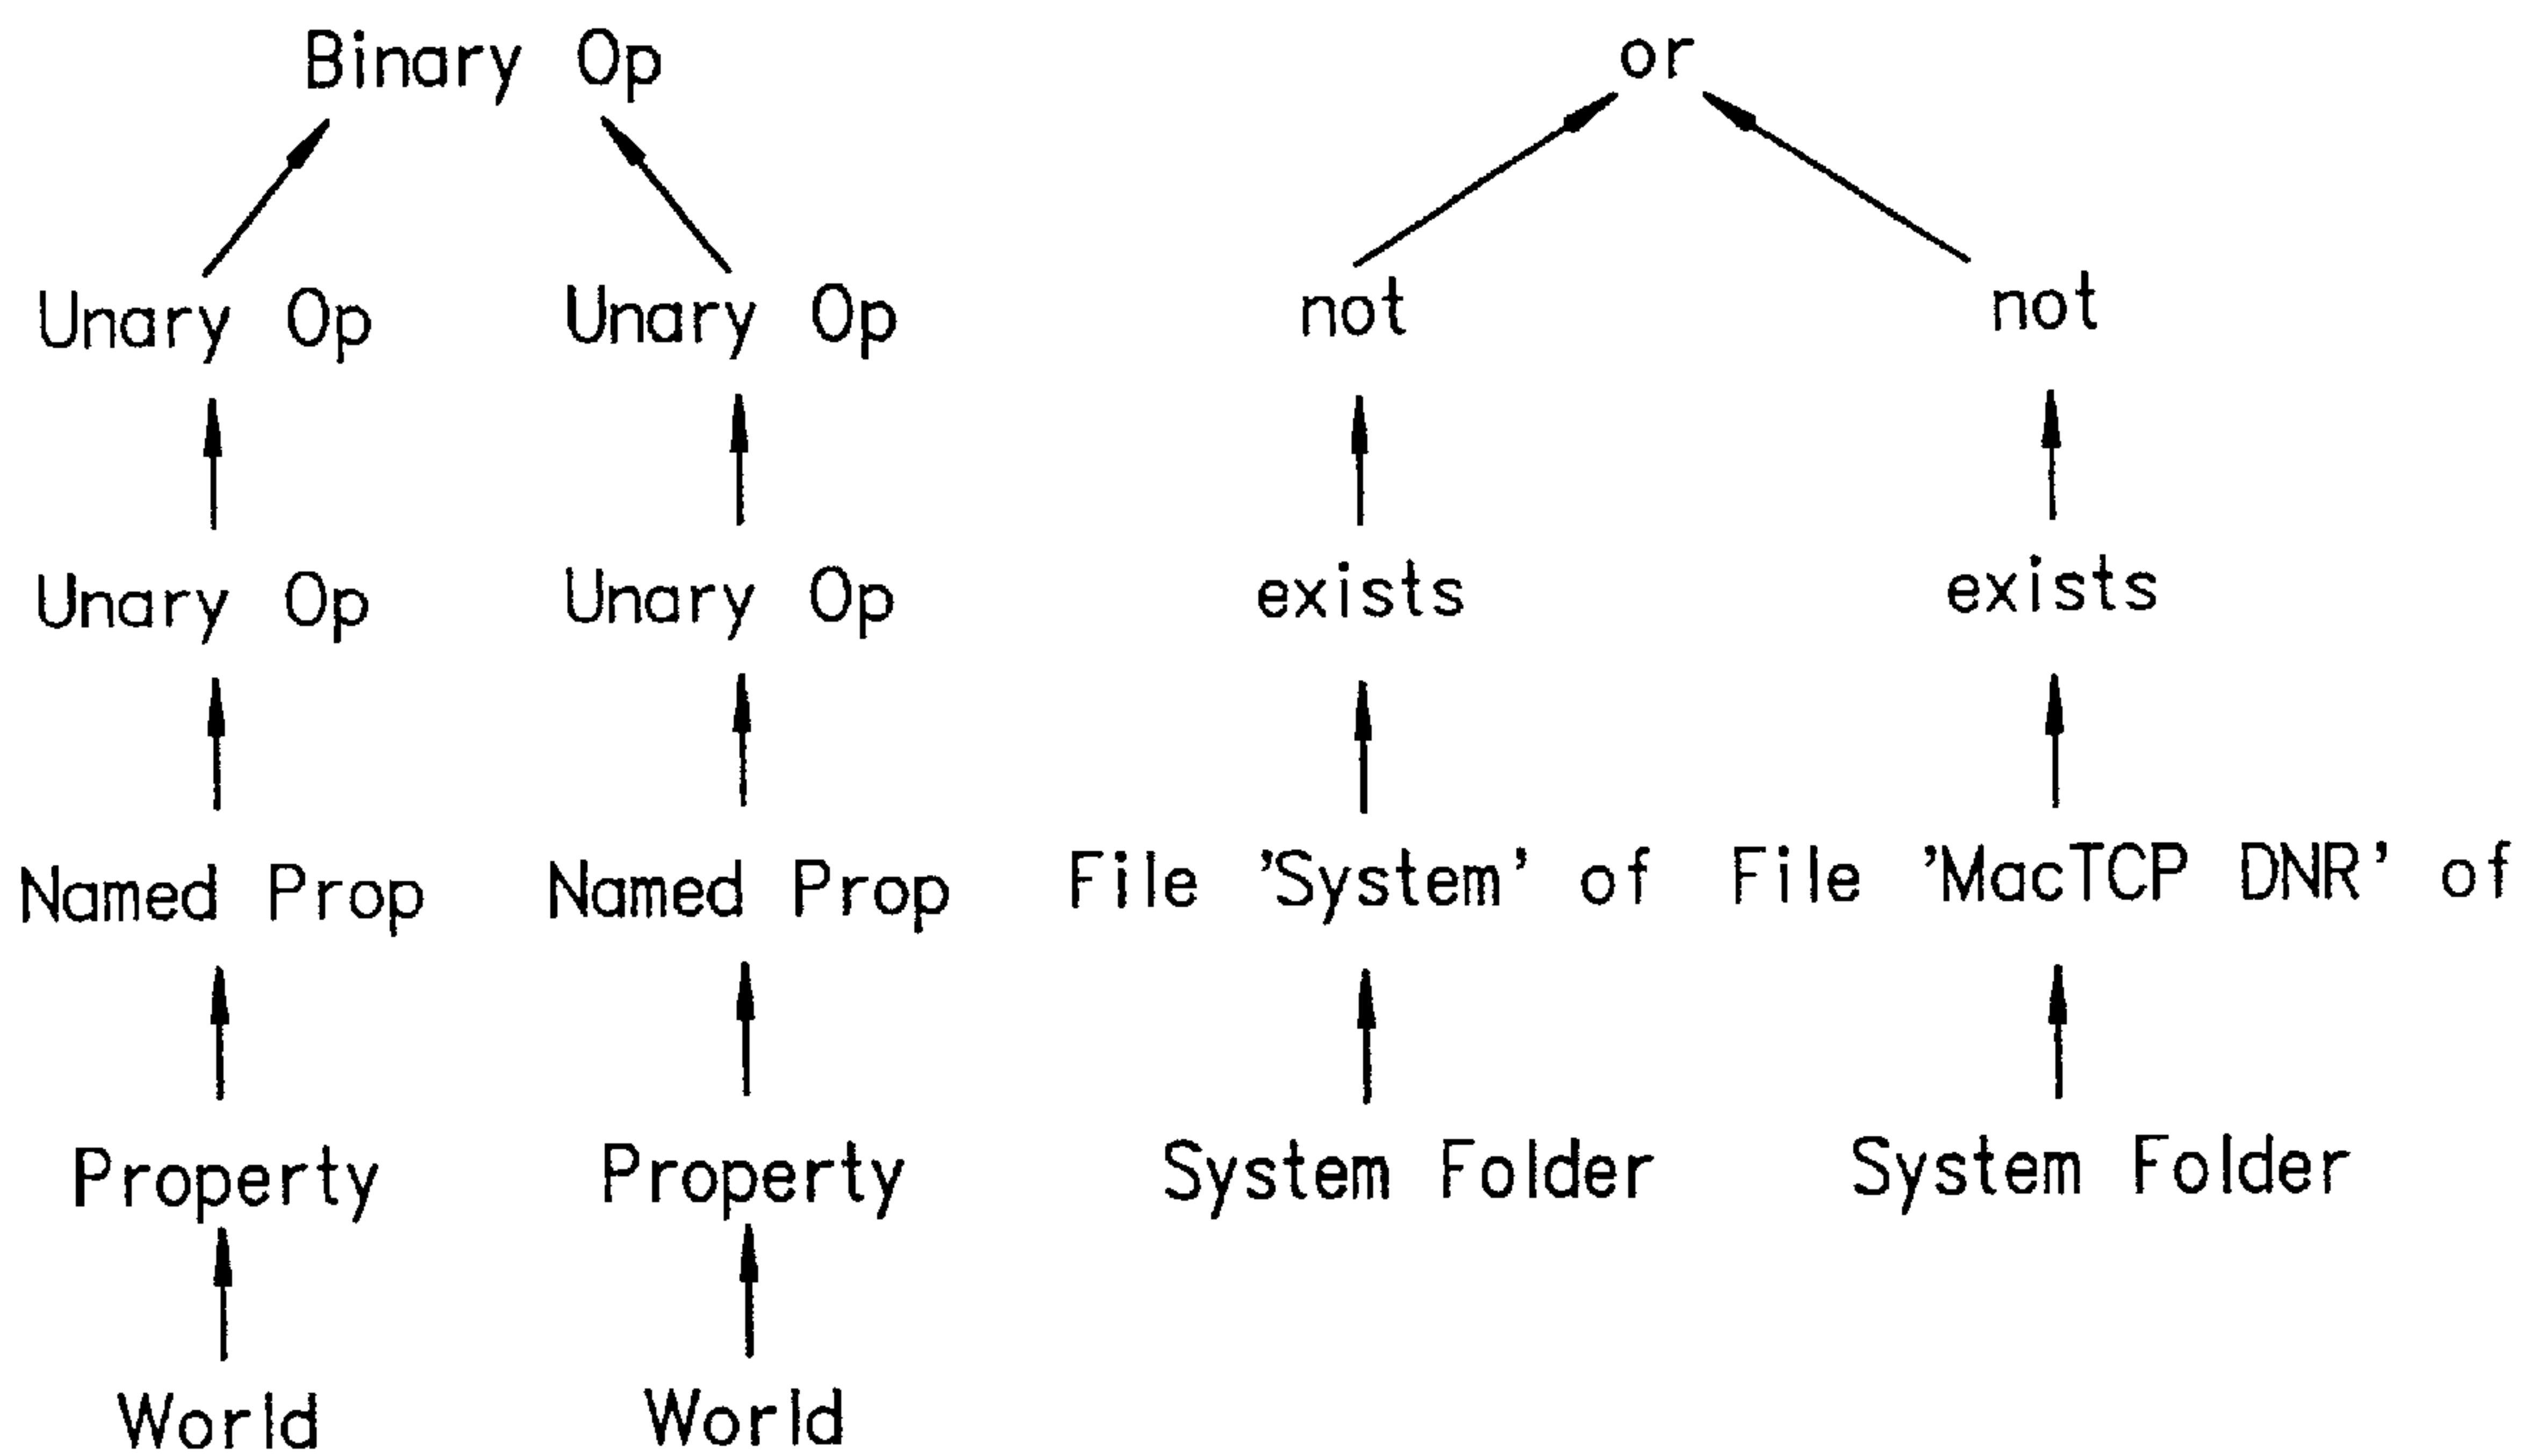 Binary Op or
Unary Op Unary Op not not
Unary Op Unary Op exists exists
Named Prop Named Prop File 'System' of File 'MacTCP DNR' of
Property Property System Folder System Folder
World World